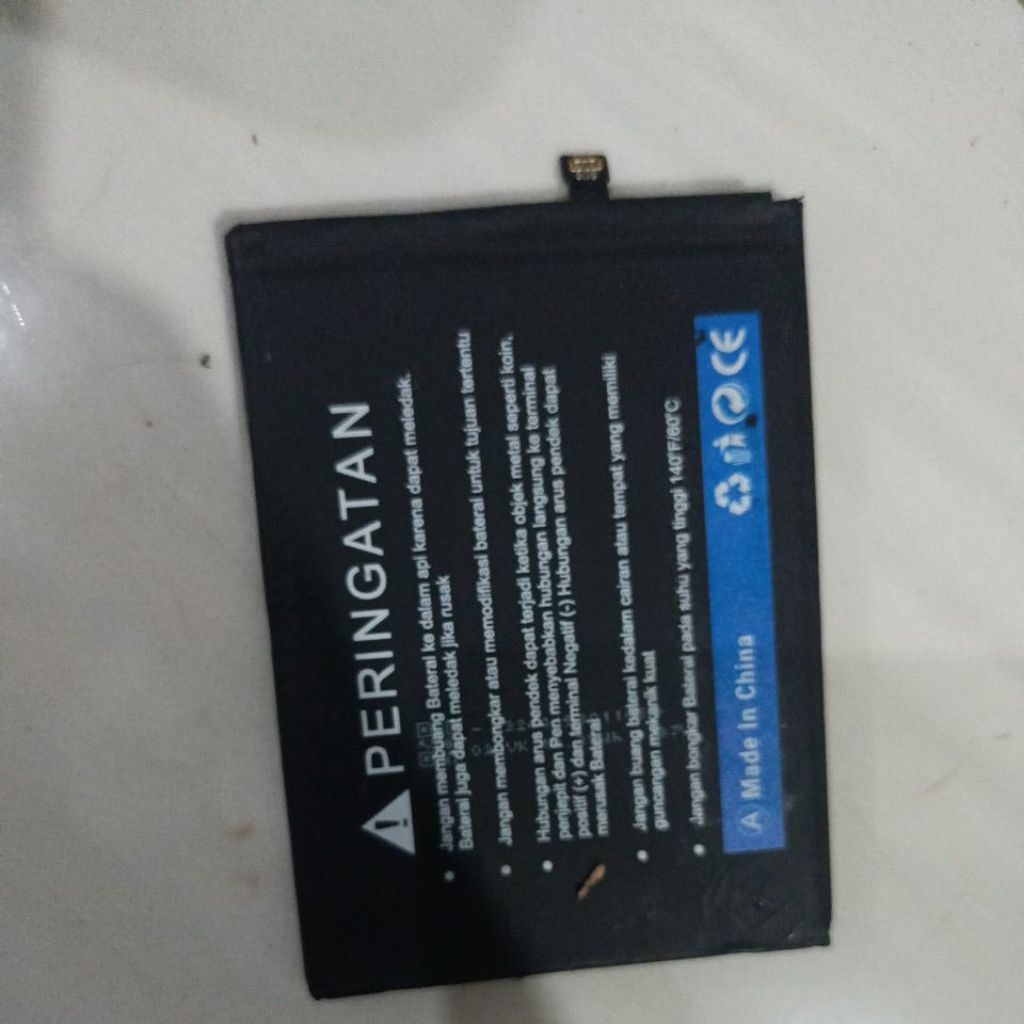 PERINGATAN
• Jangan membuang Baterai ke dalam api karena dapat meledak.
Baterai juga dapat meledak jika rusak
• Jangan membongkar atau memodifikasi baterai untuk tujuan tertentu
• Hubungan arus pendek dapat terjadi ketika objek metal seperti koin,
penjepit dan Pen menyebabkan hubungan langsung ke terminal
positif (+) dan terminal Negatif (-) Hubungan arus pendek dapat
merusak Baterai
• Jangan buang baterai kedalam cairan atau tempat yang memiliki
guncangan mekanik kuat
• Jangan bongkar Baterai pada suhu yang tinggi 140°F/60°C
Made In China CE